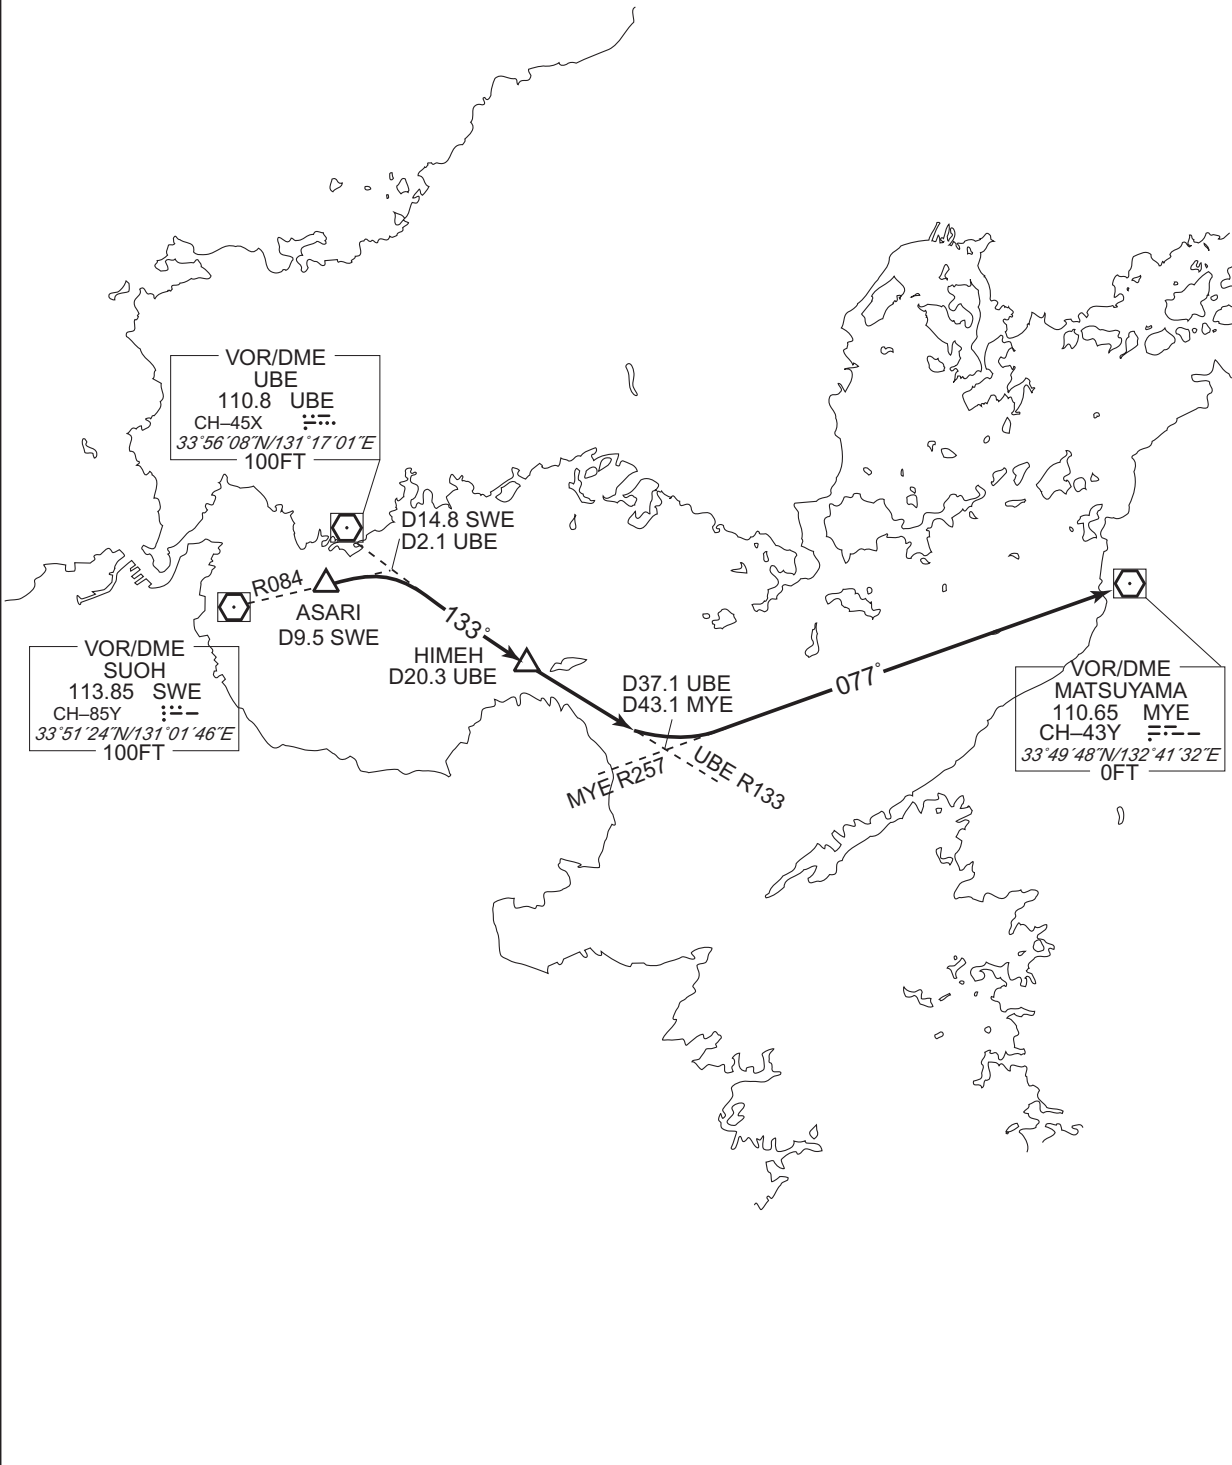 VOR/DME
UBE
110.8 UBE
CH–45X
33°56´08˝N/131°17´01˝E
100FT
D14.8 SWE
D2.1 UBE
R084
ASARI
D9.5 SWE
133°
HIMEH
D20.3 UBE
VOR/DME
SUOH
113.85 SWE
CH–85Y
33°51´24˝N/131°01´46˝E
100FT
D37.1 UBE
D43.1 MYE
077°
MYE R257
UBE R133
VOR/DME
MATSUYAMA
110.65 MYE
CH–43Y
33°49´48˝N/132°41´32˝E
0FT